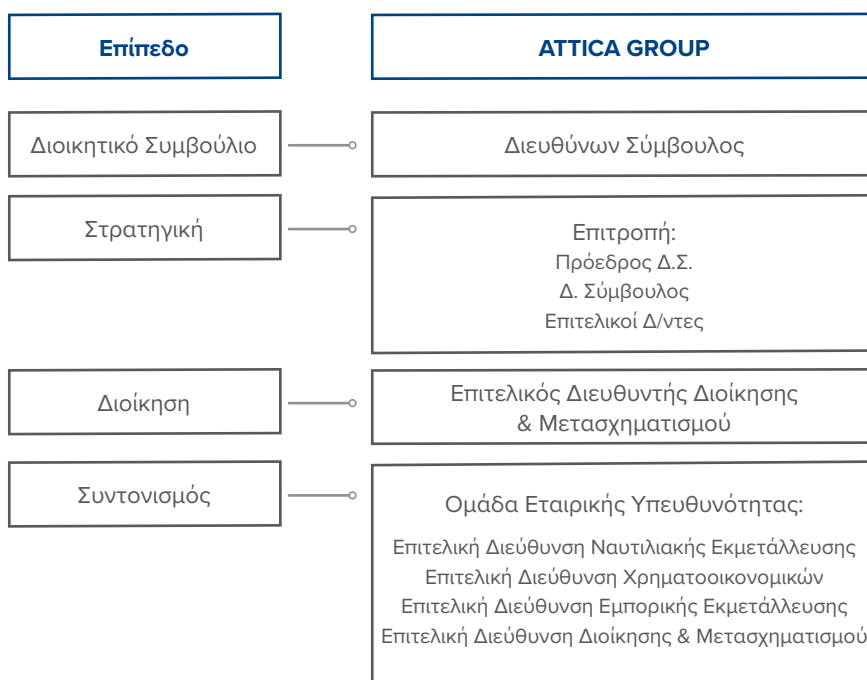 Επίπεδο
ATTICA GROUP
Διοικητικό Συμβούλιο
Διευθύνων Σύμβουλος
Στρατηγική
Επιτροπή:
Πρόεδρος Δ.Σ.
Δ. Σύμβουλος
Επιτελικοί Δ/ντες
Διοίκηση
Επιτελικός Διευθυντής Διοίκησης
& Μετασχηματισμού
Συντονισμός
Ομάδα Εταιρικής Υπευθυνότητας:
Επιτελική Διεύθυνση Ναυτιλιακής Εκμετάλλευσης
Επιτελική Διεύθυνση Χρηματοοικονομικών
Επιτελική Διεύθυνση Εμπορικής Εκμετάλλευσης
Επιτελική Διεύθυνση Διοίκησης & Μετασχηματισμού